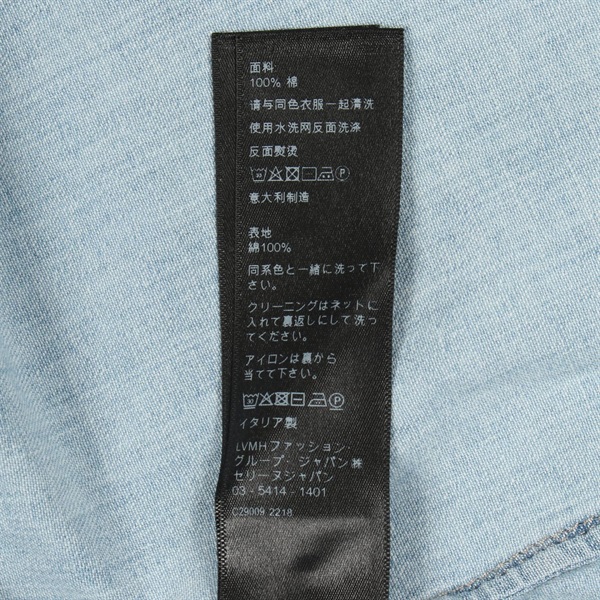 面料
100% 棉
请与同色衣服一起清洗
使用水洗网反面洗涤
反面熨烫
意大利制造
表地
綿100%
同系色と一緒に洗って下
さい。
クリーニングはネットに
入れて裏返しにして洗っ
てください。
アイロンは裏から
当てて下さい。
イタリア製
LVMHファッション.
グループ・ジャパン㈱
セリーヌジャパン
03 - 5414 - 1401
C29009 2218